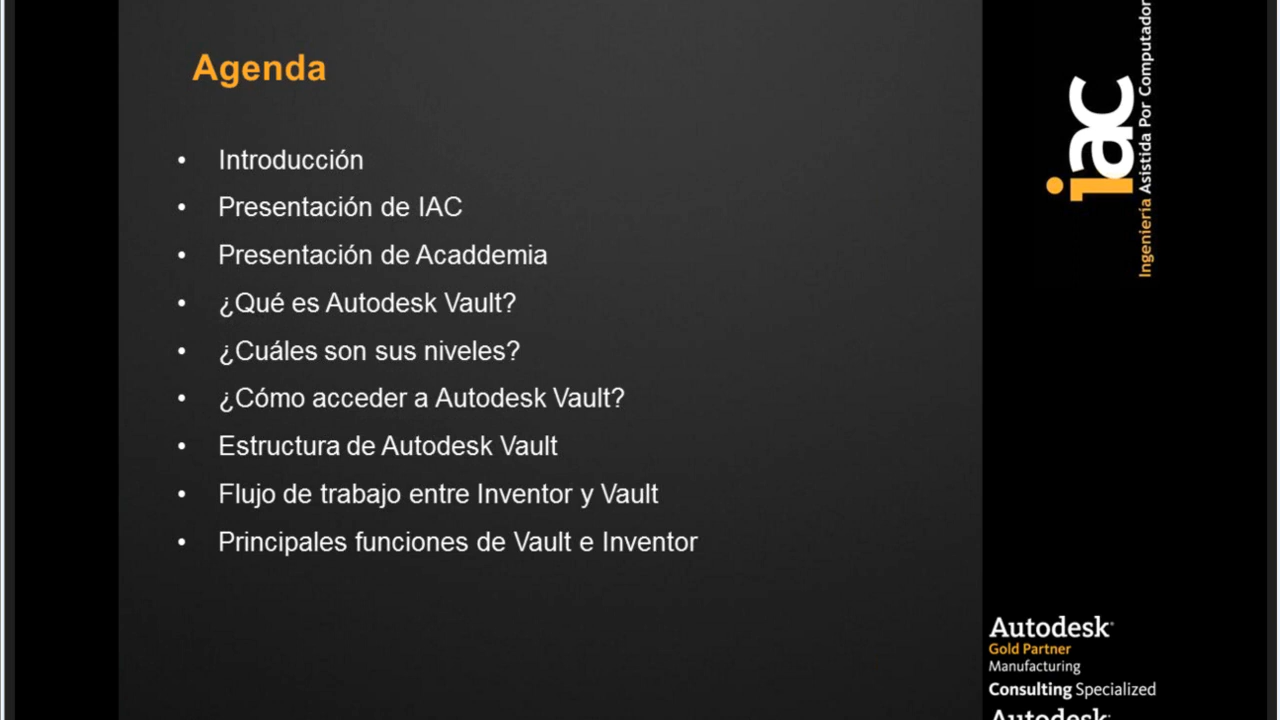 Agenda
• Introducción
• Presentación de IAC
• Presentación de Acaddemia
• ¿Qué es Autodesk Vault?
• ¿Cuáles son sus niveles?
• ¿Cómo acceder a Autodesk Vault?
• Estructura de Autodesk Vault
• Flujo de trabajo entre Inventor y Vault
• Principales funciones de Vault e Inventor
iac
Ingeniería Asistida Por Computador
Autodesk®
Gold Partner
Manufacturing
Consulting Specialized
Autodesk